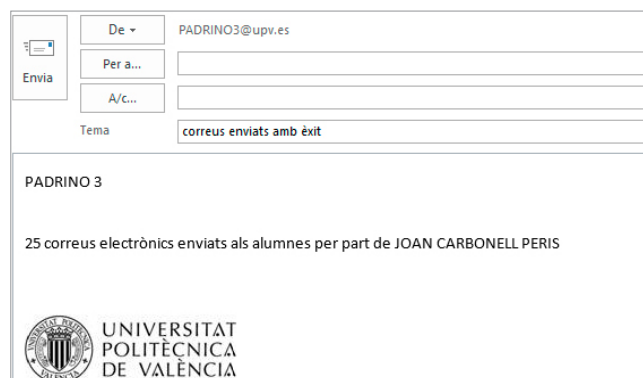 De
PADRINO3@upv.es
Envia
Per a...
A/c...
Tema
correus enviats amb èxit
PADRINO 3
25 correus electrònics enviats als alumnes per part de JOAN CARBONELL PERIS
UNIVERSITAT
POLITÈCNICA
DE VALÈNCIA